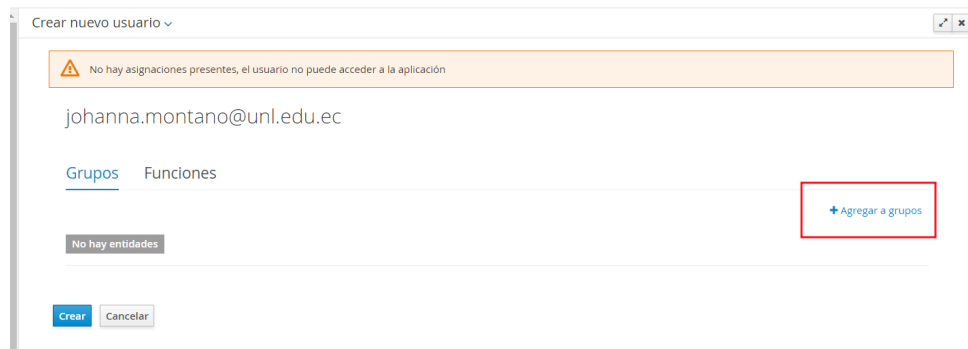 Crear nuevo usuario
No hay asignaciones presentes, el usuario no puede acceder a la aplicación
johanna.montano@unl.edu.ec
Grupos Funciones
+ Agregar a grupos
No hay entidades
Crear Cancelar